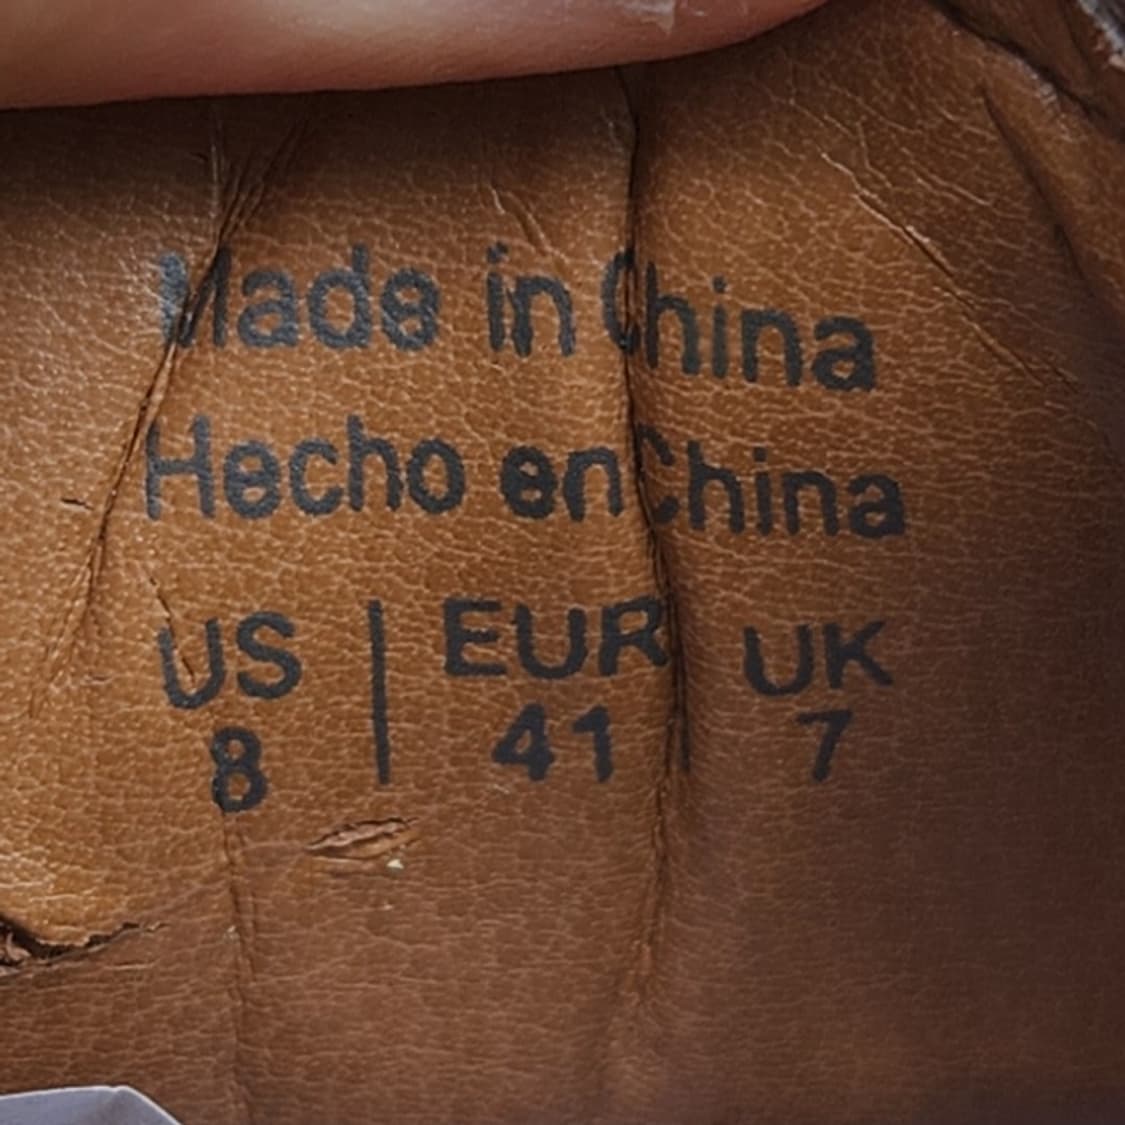 Made in China
Hecho en China
US | EUR | UK
8 | 41 | 7